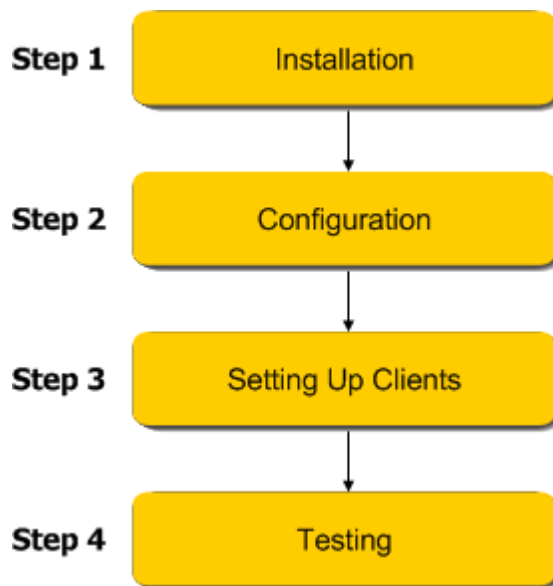 Step 1 Installation
Step 2 Configuration
Step 3 Setting Up Clients
Step 4 Testing